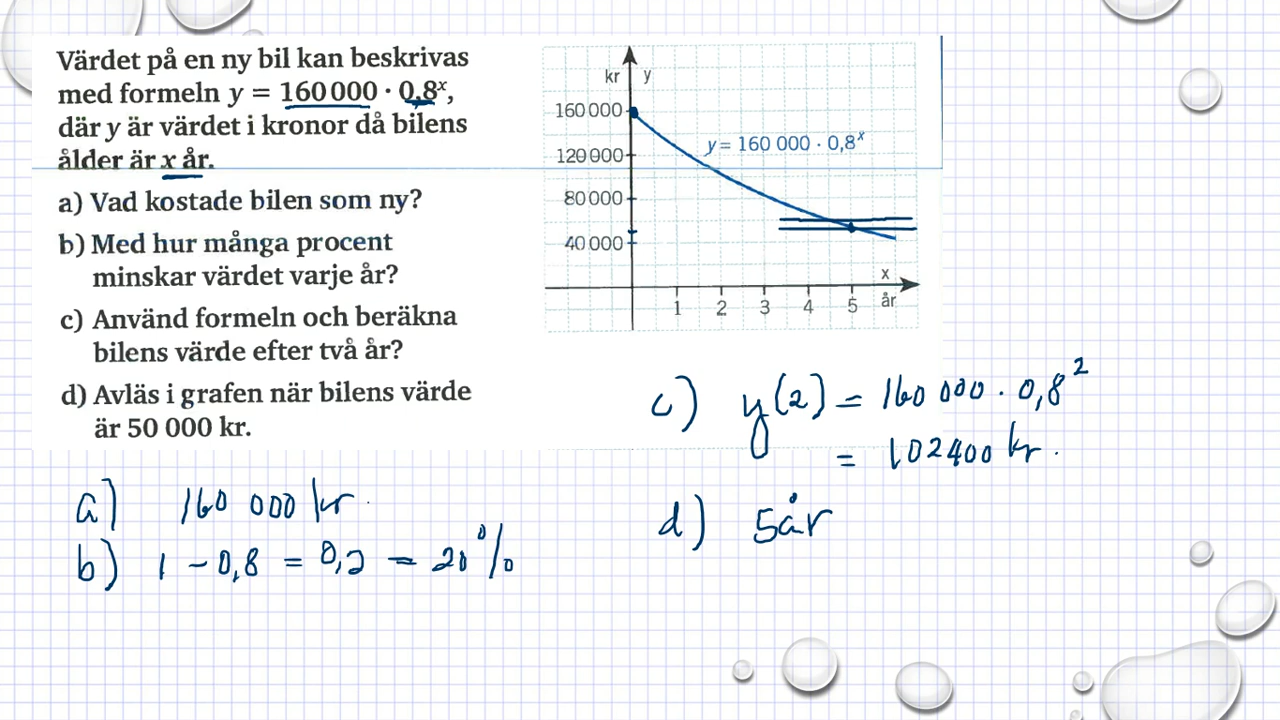 Värdet på en ny bil kan beskrivas
med formeln y = 160 000 · 0,8ˣ,
där y är värdet i kronor då bilens
ålder är x år.
a) Vad kostade bilen som ny?
b) Med hur många procent
minskar värdet varje år?
c) Använd formeln och beräkna
bilens värde efter två år?
d) Avläs i grafen när bilens värde
är 50 000 kr.
kr y
160 000
y = 160 000 · 0,8ˣ
120 000
80 000
40 000
x
1 2 3 4 5 år
a) 160 000 kr.
b) 1 - 0,8 = 0,2 = 20%
c) y(2) = 160 000 · 0,8²
= 102400 kr.
d) 5år